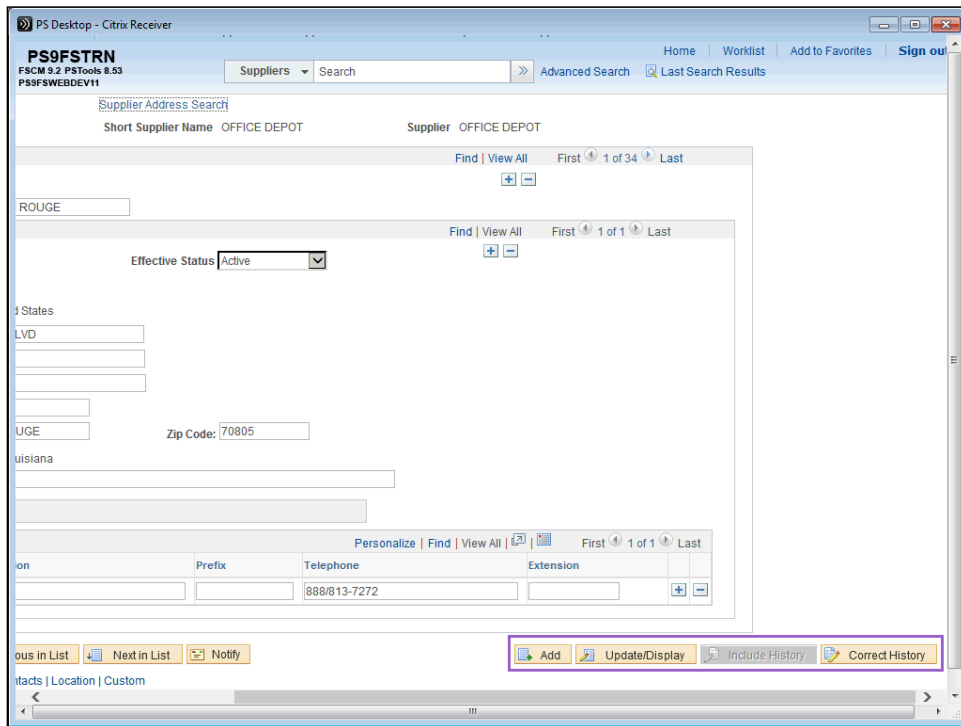 PS Desktop - Citrix Receiver
PS9FSTRN
FSCM 9.2 PSTools 8.53
PS9FSWEBDEV11
Home Worklist Add to Favorites Sign out
Suppliers Search Advanced Search Last Search Results
Supplier Address Search
Short Supplier Name OFFICE DEPOT Supplier OFFICE DEPOT
Find | View All First 1 of 34 Last
ROUGE
Find | View All First 1 of 1 Last
Effective Status Active
d States
LVD
UGE Zip Code: 70805
uisiana
Personalize | Find | View All | | First 1 of 1 Last
on Prefix Telephone Extension
888/813-7272
ous in List Next in List Notify Add Update/Display Include History Correct History
ntacts | Location | Custom